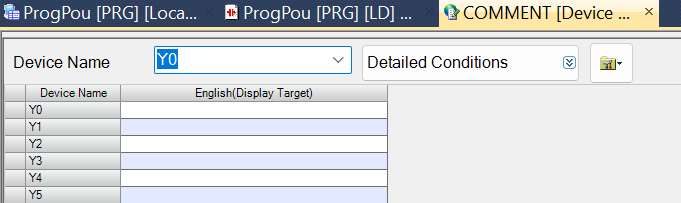 ProgPou [PRG] [Loca... ProgPou [PRG] [LD] ... COMMENT [Device ...
Device Name Y0 Detailed Conditions
Device Name English(Display Target)
Y0
Y1
Y2
Y3
Y4
Y5